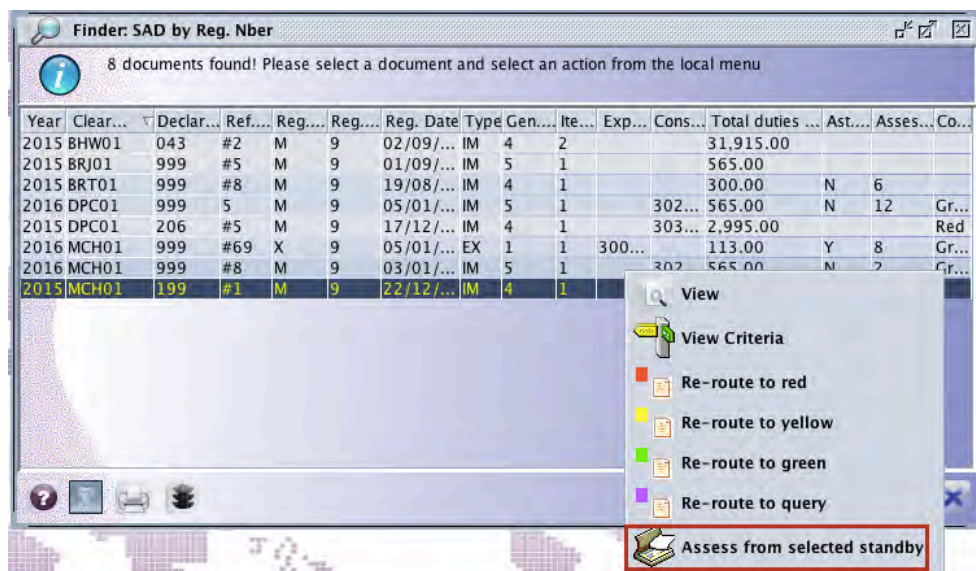 Finder: SAD by Reg. Nber
8 documents found! Please select a document and select an action from the local menu
Year Clear... Declar... Ref.... Reg.... Reg... Reg. Date Type Gen.... Ite... Exp... Cons... Total duties ... Ast... Asses... Co...
2015 BHW01 043 #2 M 9 02/09/... IM 4 2 31,915.00
2015 BRJ01 999 #5 M 9 01/09/... IM 5 1 565.00
2015 BRT01 999 #8 M 9 19/08/... IM 4 1 300.00 N 6
2016 DPC01 999 5 M 9 05/01/... IM 5 1 302... 565.00 N 12 Gr...
2015 DPC01 206 #5 M 9 17/12/... IM 4 1 303... 2,995.00 Red
2016 MCH01 999 #69 X 9 05/01/... EX 1 1 300... 113.00 Y 8 Gr...
2016 MCH01 999 #8 M 9 03/01/... IM 5 1 302 565.00 N 2 Gr...
2015 MCH01 199 #1 M 9 22/12/... IM 4 1
View
View Criteria
Re-route to red
Re-route to yellow
Re-route to green
Re-route to query
Assess from selected standby